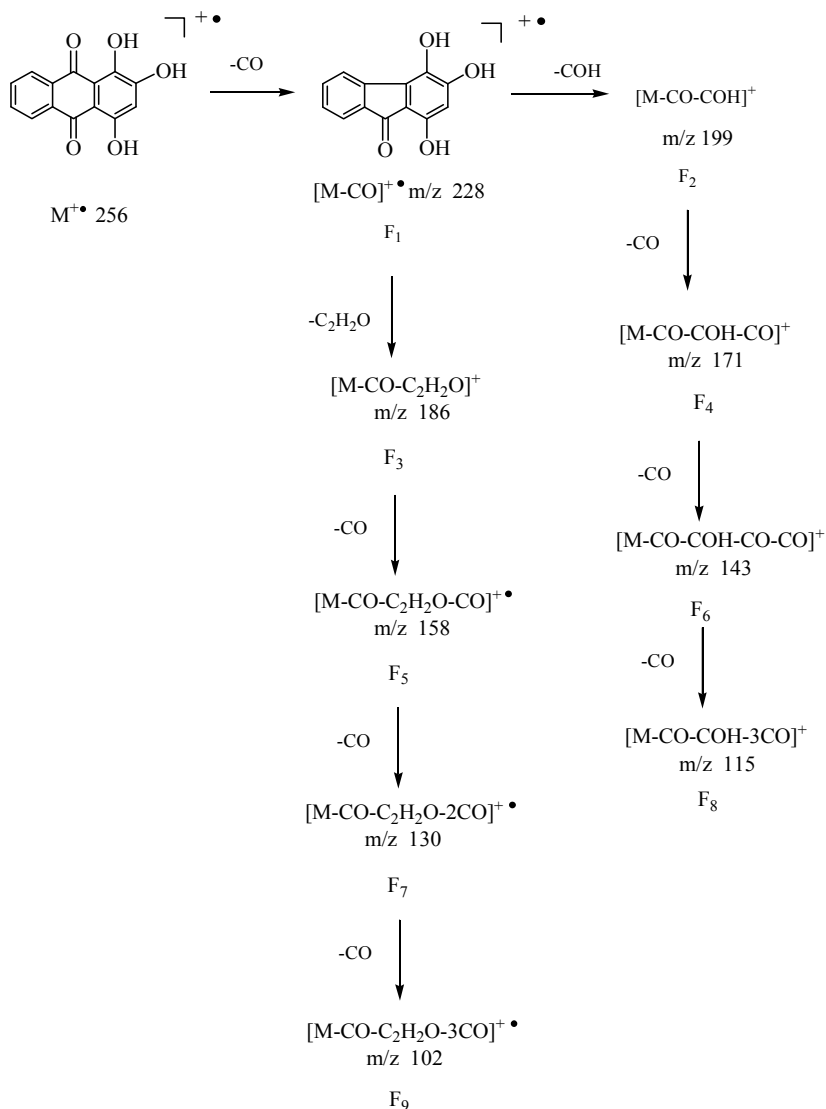 + •
O OH
OH
O OH
M+• 256
-CO
+ •
OH
OH
O OH
[M-CO]+• m/z 228
F1
-COH
[M-CO-COH]+
m/z 199
F2
-C2H2O
[M-CO-C2H2O]+
m/z 186
F3
-CO
[M-CO-COH-CO]+
m/z 171
F4
-CO
[M-CO-C2H2O-CO]+•
m/z 158
F5
-CO
[M-CO-COH-CO-CO]+
m/z 143
F6
-CO
[M-CO-C2H2O-2CO]+•
m/z 130
F7
-CO
[M-CO-COH-3CO]+
m/z 115
F8
-CO
[M-CO-C2H2O-3CO]+•
m/z 102
F9